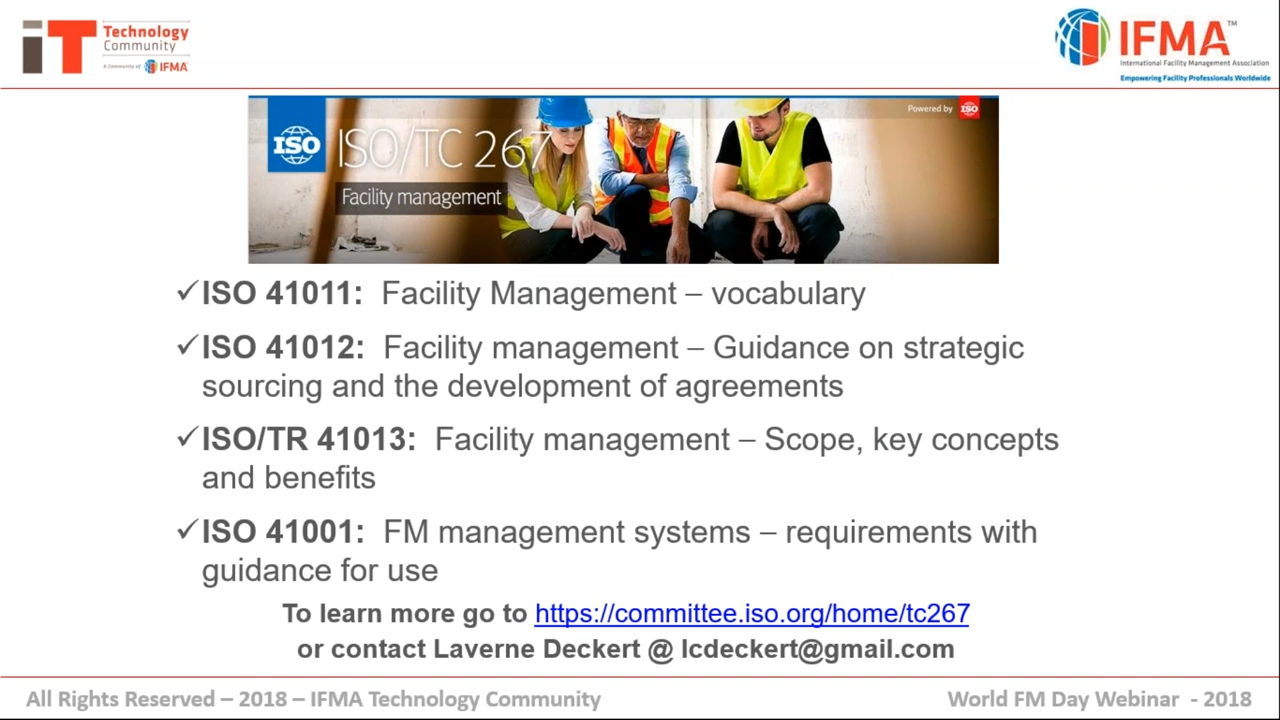 iT Technology
Community
A Community of IFMA
IFMA™
International Facility Management Association
Empowering Facility Professionals Worldwide
Powered by ISO
ISO
ISO/TC 267
Facility management
✓ISO 41011: Facility Management – vocabulary
✓ISO 41012: Facility management – Guidance on strategic
sourcing and the development of agreements
✓ISO/TR 41013: Facility management – Scope, key concepts
and benefits
✓ISO 41001: FM management systems – requirements with
guidance for use
To learn more go to https://committee.iso.org/home/tc267
or contact Laverne Deckert @ lcdeckert@gmail.com
All Rights Reserved – 2018 – IFMA Technology Community
World FM Day Webinar - 2018